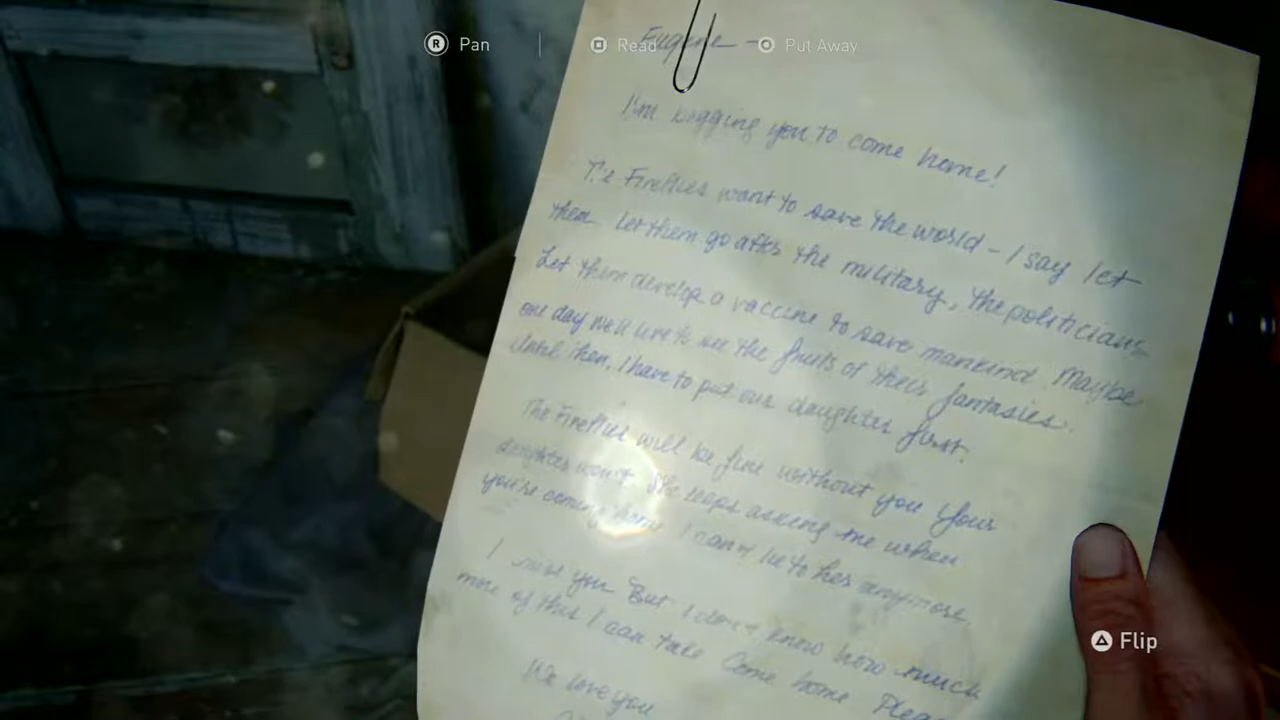 Pan
Read
Put Away
Eugene -
I'm begging you to come home!
The Fireflies want to save the world - I say let
them. Let them go after the military, the politicians.
Let them develop a vaccine to save mankind. Maybe
one day we'll live to see the fruits of their fantasies.
Until then, I have to put our daughter first.
The Fireflies will be fine without you. Your
daughter won't. She keeps asking me when
you're coming home. I can't lie to her anymore.
I miss you. But I don't know how much
more of this I can take. Come home. Pleas
We love you
Flip